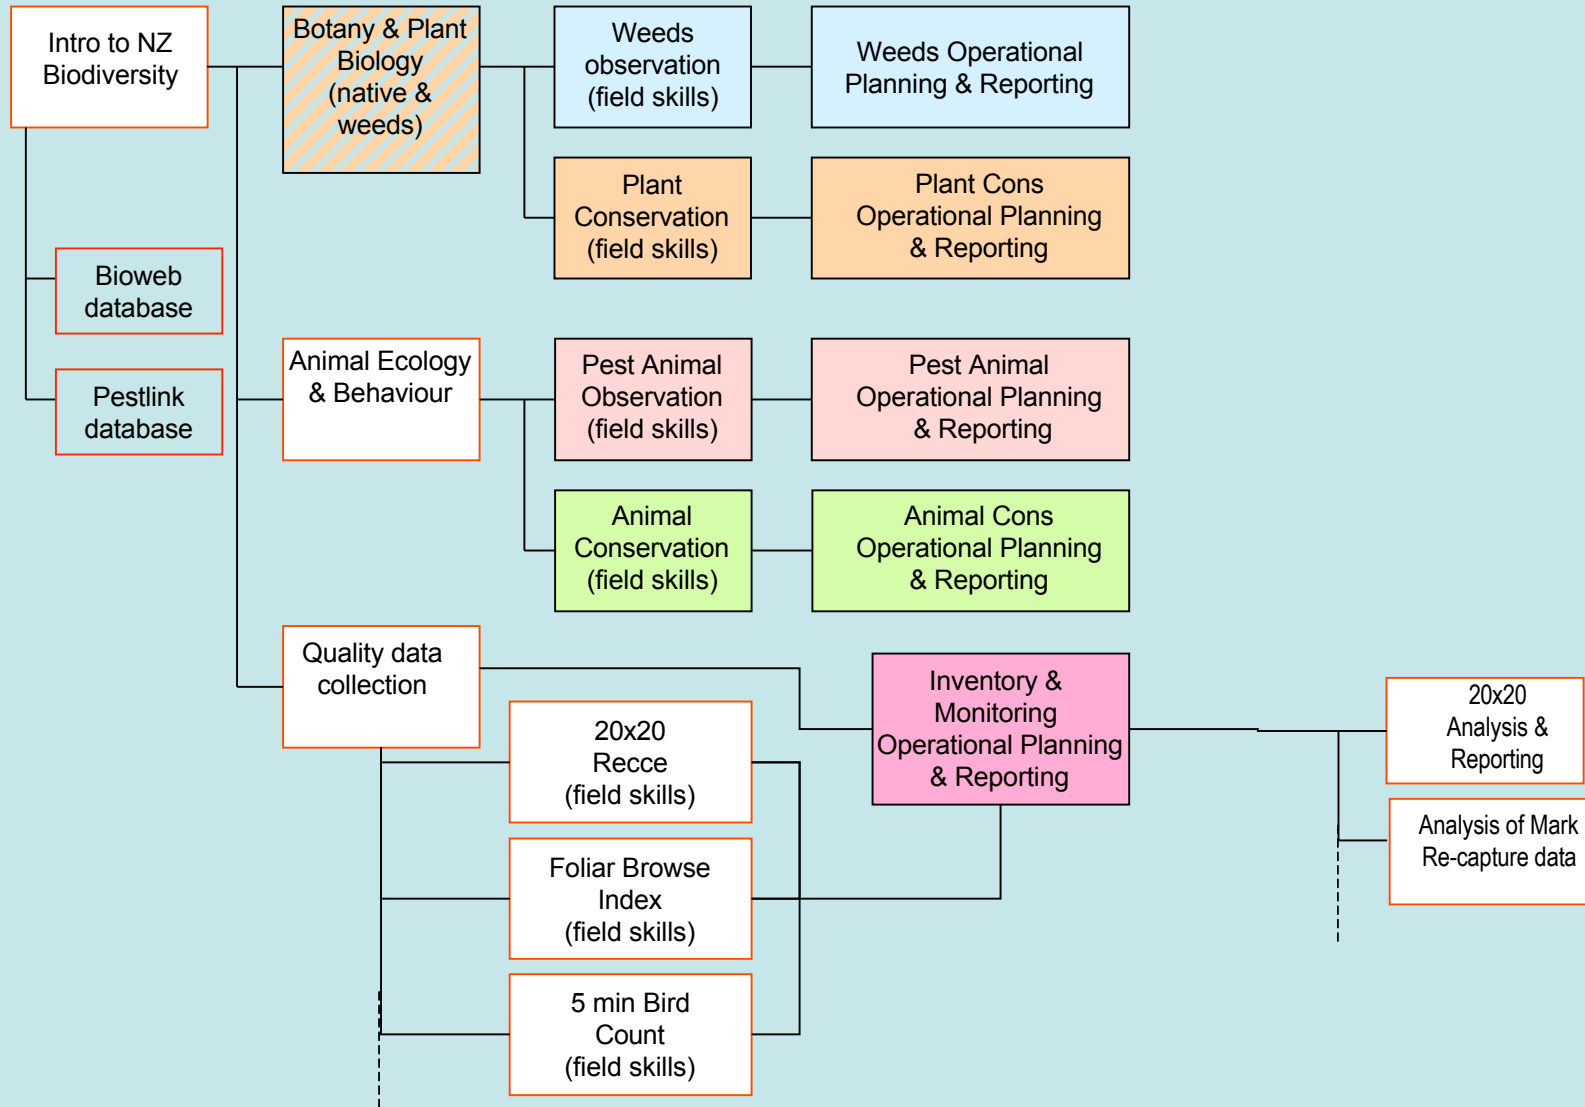 Intro to NZ
Biodiversity
Botany & Plant
Biology
(native &
weeds)
Weeds
observation
(field skills)
Weeds Operational
Planning & Reporting
Plant
Conservation
(field skills)
Plant Cons
Operational Planning
& Reporting
Bioweb
database
Pestlink
database
Animal Ecology
& Behaviour
Pest Animal
Observation
(field skills)
Pest Animal
Operational Planning
& Reporting
Animal
Conservation
(field skills)
Animal Cons
Operational Planning
& Reporting
Quality data
collection
20x20
Recce
(field skills)
Foliar Browse
Index
(field skills)
5 min Bird
Count
(field skills)
Inventory &
Monitoring
Operational Planning
& Reporting
20x20
Analysis &
Reporting
Analysis of Mark
Re-capture data